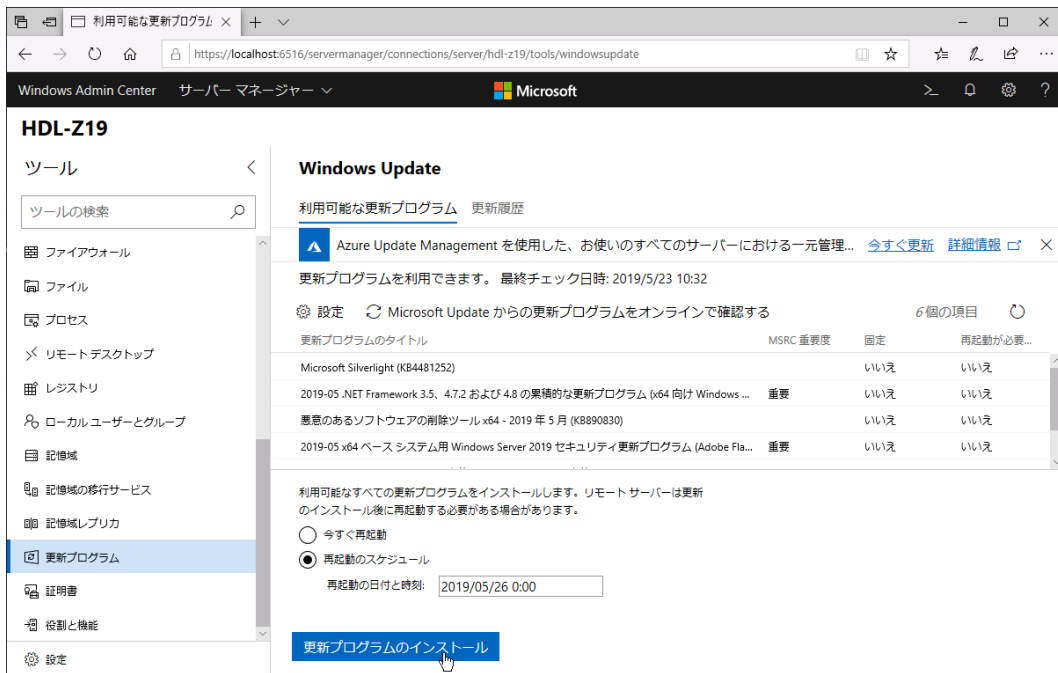 利用可能な更新プログラム
https://localhost:6516/servermanager/connections/server/hdl-z19/tools/windowsupdate
Windows Admin Center サーバー マネージャー Microsoft
HDL-Z19
ツール
ツールの検索
ファイアウォール
ファイル
プロセス
リモート デスクトップ
レジストリ
ローカル ユーザーとグループ
記憶域
記憶域の移行サービス
記憶域レプリカ
更新プログラム
証明書
役割と機能
設定
Windows Update
利用可能な更新プログラム 更新履歴
Azure Update Management を使用した、お使いのすべてのサーバーにおける一元管理... 今すぐ更新 詳細情報
更新プログラムを利用できます。 最終チェック日時: 2019/5/23 10:32
設定 Microsoft Update からの更新プログラムをオンラインで確認する 6 個の項目
更新プログラムのタイトル MSRC 重要度 固定 再起動が必要...
Microsoft Silverlight (KB4481252) いいえ いいえ
2019-05 .NET Framework 3.5、4.7.2 および 4.8 の累積的な更新プログラム (x64 向け Windows ... 重要 いいえ いいえ
悪意のあるソフトウェアの削除ツール x64 - 2019 年 5 月 (KB890830) いいえ いいえ
2019-05 x64 ベース システム用 Windows Server 2019 セキュリティ更新プログラム (Adobe Fla... 重要 いいえ いいえ
利用可能なすべての更新プログラムをインストールします。リモート サーバーは更新
のインストール後に再起動する必要がある場合があります。
今すぐ再起動
再起動のスケジュール
再起動の日付と時刻: 2019/05/26 0:00
更新プログラムのインストール